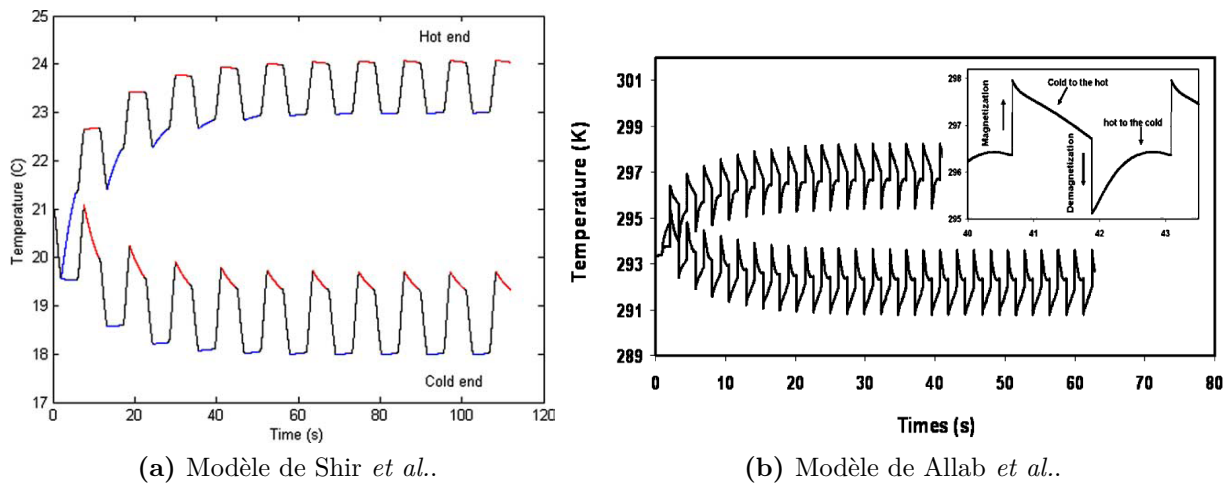 25
24
23
22
21
20
19
18
17
0 20 40 60 80 100 120
Temperature (C)
Time (s)
Hot end
Cold end
(a) Modèle de Shir et al..
301
299
297
295
293
291
289
0 10 20 30 40 50 60 70 80
Temperature (K)
Times (s)
298
297
296
295
40 41 42 43
Magnetization
Cold to the hot
hot to the cold
Demagnetization
(b) Modèle de Allab et al..